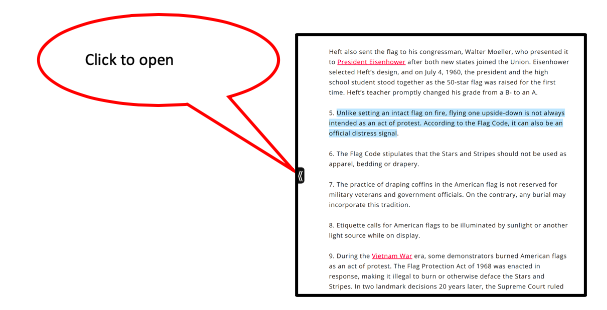 Click to open
Heft also sent the flag to his congressman, Walter Moeller, who presented it
to President Eisenhower after both new states joined the Union. Eisenhower
selected Heft's design, and on July 4, 1960, the president and the high
school student stood together as the 50-star flag was raised for the first
time. Heft's teacher promptly changed his grade from a B- to an A.
5. Unlike setting an intact flag on fire, flying one upside-down is not always
intended as an act of protest. According to the Flag Code, it can also be an
official distress signal.
6. The Flag Code stipulates that the Stars and Stripes should not be used as
apparel, bedding or drapery.
7. The practice of draping coffins in the American flag is not reserved for
military veterans and government officials. On the contrary, any burial may
incorporate this tradition.
8. Etiquette calls for American flags to be illuminated by sunlight or another
light source while on display.
9. During the Vietnam War era, some demonstrators burned American flags
as an act of protest. The Flag Protection Act of 1968 was enacted in
response, making it illegal to burn or otherwise deface the Stars and
Stripes. In two landmark decisions 20 years later, the Supreme Court ruled